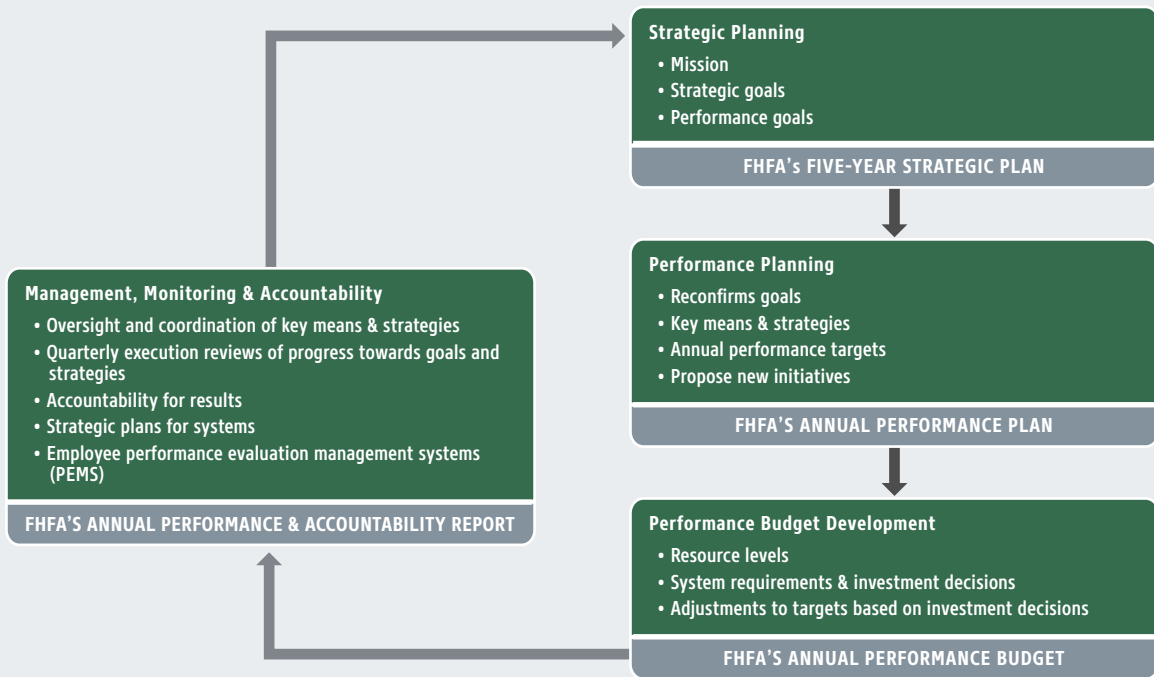 Strategic Planning
• Mission
• Strategic goals
• Performance goals
FHFA's FIVE-YEAR STRATEGIC PLAN
Performance Planning
• Reconfirms goals
• Key means & strategies
• Annual performance targets
• Propose new initiatives
FHFA'S ANNUAL PERFORMANCE PLAN
Performance Budget Development
• Resource levels
• System requirements & investment decisions
• Adjustments to targets based on investment decisions
FHFA'S ANNUAL PERFORMANCE BUDGET
Management, Monitoring & Accountability
• Oversight and coordination of key means & strategies
• Quarterly execution reviews of progress towards goals and
strategies
• Accountability for results
• Strategic plans for systems
• Employee performance evaluation management systems
(PEMS)
FHFA'S ANNUAL PERFORMANCE & ACCOUNTABILITY REPORT